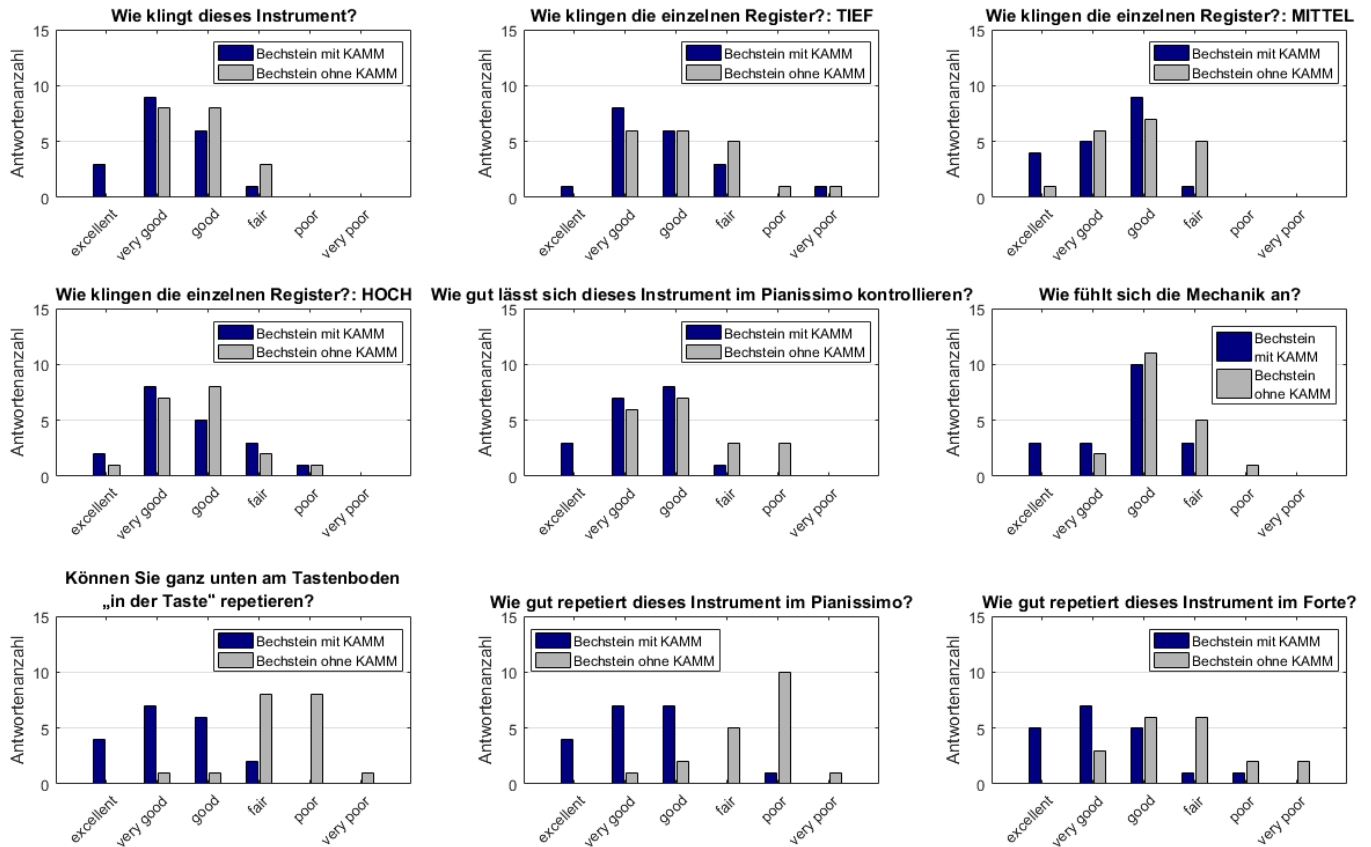 Wie klingt dieses Instrument?
Antwortenanzahl
15
10
5
0
Bechstein mit KAMM
Bechstein ohne KAMM
excellent
very good
good
fair
poor
very poor
Wie klingen die einzelnen Register?: TIEF
Antwortenanzahl
15
10
5
0
Bechstein mit KAMM
Bechstein ohne KAMM
excellent
very good
good
fair
poor
very poor
Wie klingen die einzelnen Register?: MITTEL
Antwortenanzahl
15
10
5
0
Bechstein mit KAMM
Bechstein ohne KAMM
excellent
very good
good
fair
poor
very poor
Wie klingen die einzelnen Register?: HOCH
Antwortenanzahl
15
10
5
0
Bechstein mit KAMM
Bechstein ohne KAMM
excellent
very good
good
fair
poor
very poor
Wie gut lässt sich dieses Instrument im Pianissimo kontrollieren?
Antwortenanzahl
15
10
5
0
Bechstein mit KAMM
Bechstein ohne KAMM
excellent
very good
good
fair
poor
very poor
Wie fühlt sich die Mechanik an?
Antwortenanzahl
15
10
5
0
Bechstein
mit KAMM
Bechstein
ohne KAMM
excellent
very good
good
fair
poor
very poor
Können Sie ganz unten am Tastenboden
„in der Taste" repetieren?
Antwortenanzahl
15
10
5
0
Bechstein mit KAMM
Bechstein ohne KAMM
excellent
very good
good
fair
poor
very poor
Wie gut repetiert dieses Instrument im Pianissimo?
Antwortenanzahl
15
10
5
0
Bechstein mit KAMM
Bechstein ohne KAMM
excellent
very good
good
fair
poor
very poor
Wie gut repetiert dieses Instrument im Forte?
Antwortenanzahl
15
10
5
0
Bechstein mit KAMM
Bechstein ohne KAMM
excellent
very good
good
fair
poor
very poor